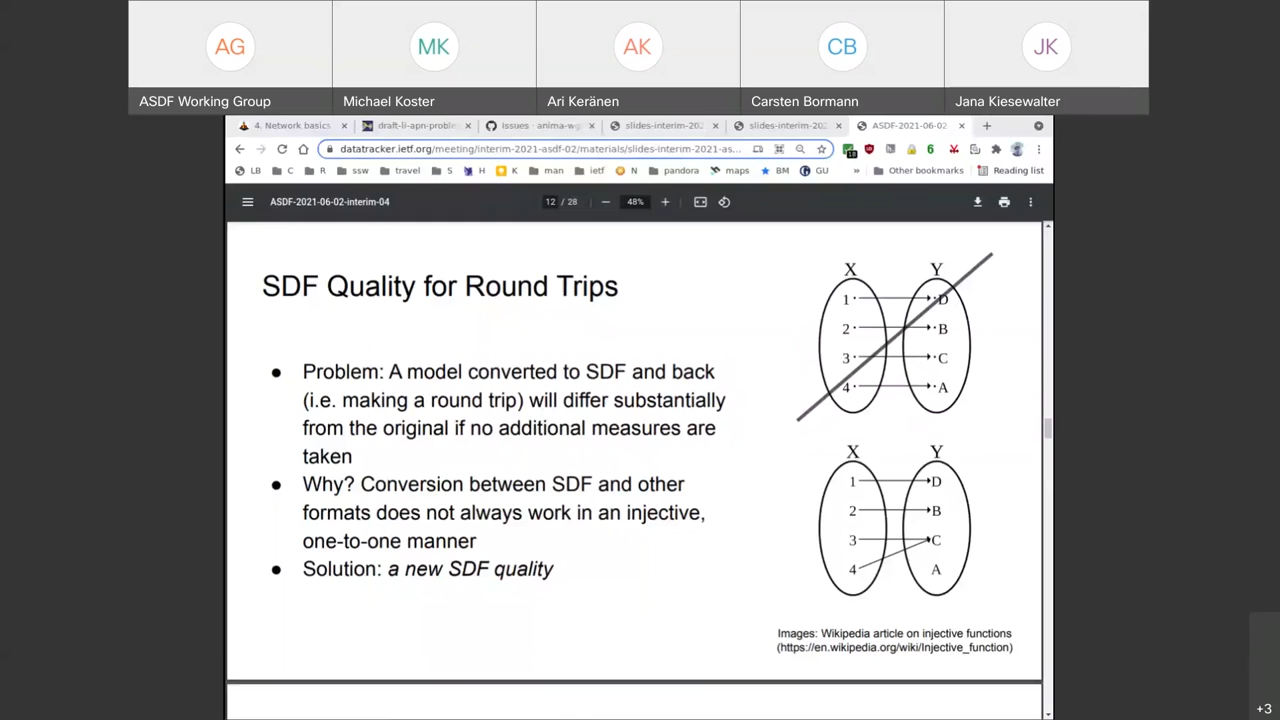 AG
MK
AK
CB
JK
ASDF Working Group
Michael Koster
Ari Keränen
Carsten Bormann
Jana Kiesewalter
4. Network basics
draft-li-apn-proble
Issues · anima-wg
slides-interim-202
slides-interim-202
ASDF-2021-06-02
datatracker.ietf.org/meeting/interim-2021-asdf-02/materials/slides-interim-2021-as...
LB
C
R
ssw
travel
S
H
K
man
ietf
N
pandora
maps
BM
GU
»
Other bookmarks
Reading list
ASDF-2021-06-02-interim-04
12 / 28
48%
SDF Quality for Round Trips
● Problem: A model converted to SDF and back
(i.e. making a round trip) will differ substantially
from the original if no additional measures are
taken
● Why? Conversion between SDF and other
formats does not always work in an injective,
one-to-one manner
● Solution: a new SDF quality
X Y
1 D
2 B
3 C
4 A
X Y
1 D
2 B
3 C
4 A
Images: Wikipedia article on injective functions
(https://en.wikipedia.org/wiki/Injective_function)
+3